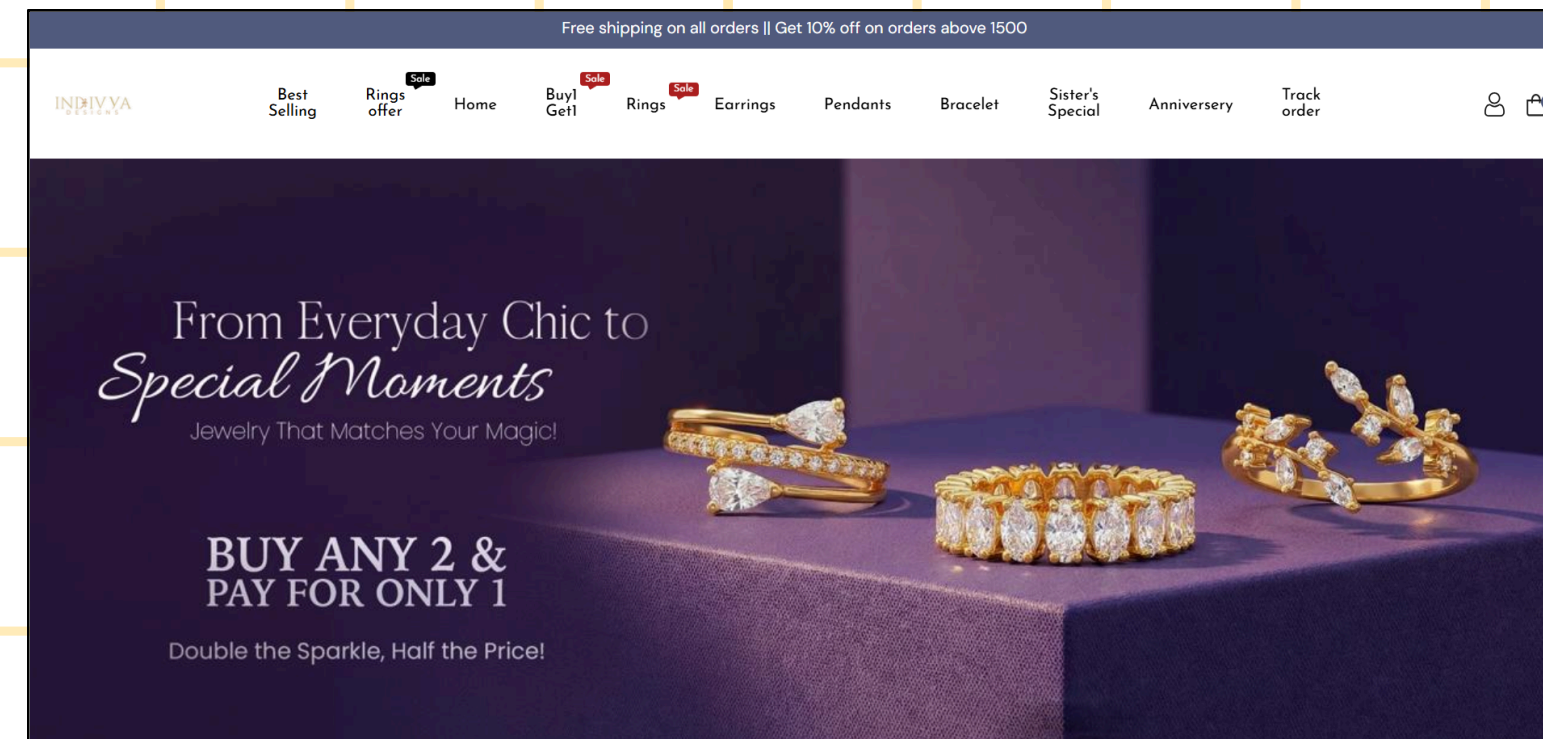 Free shipping on all orders || Get 10% off on orders above 1500
INDIVYA
DESIGNS
Best
Selling
Rings
offer
Sale
Home
Buy1
Get1
Sale
Rings
Sale
Earrings
Pendants
Bracelet
Sister's
Special
Anniversery
Track
order
From Everyday Chic to
Special Moments
Jewelry That Matches Your Magic!
BUY ANY 2 &
PAY FOR ONLY 1
Double the Sparkle, Half the Price!